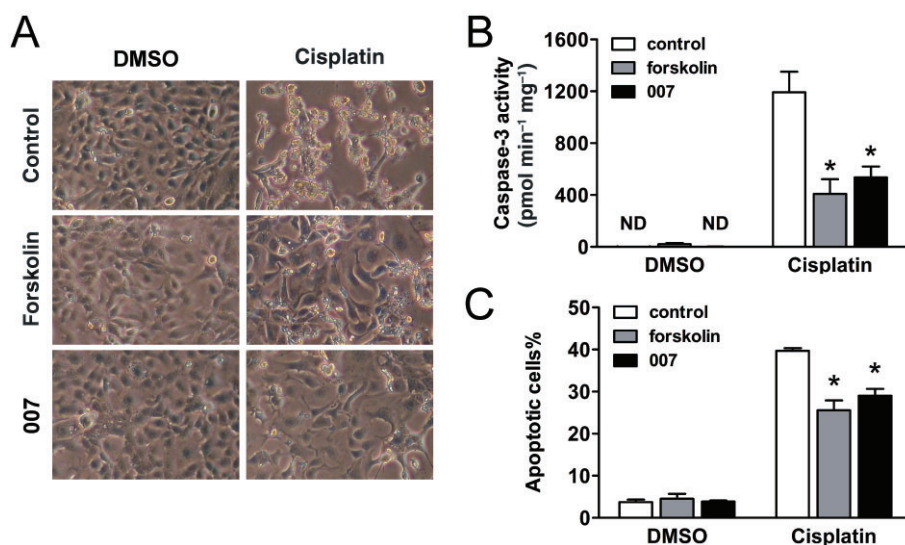 A
DMSO
Cisplatin
Control
Forskolin
007
B
1600
1200
800
400
0
Caspase-3 activity
(pmol min⁻¹ mg⁻¹)
control
forskolin
007
ND
ND
*
*
DMSO
Cisplatin
C
50
40
30
20
10
0
Apoptotic cells%
control
forskolin
007
*
*
DMSO
Cisplatin